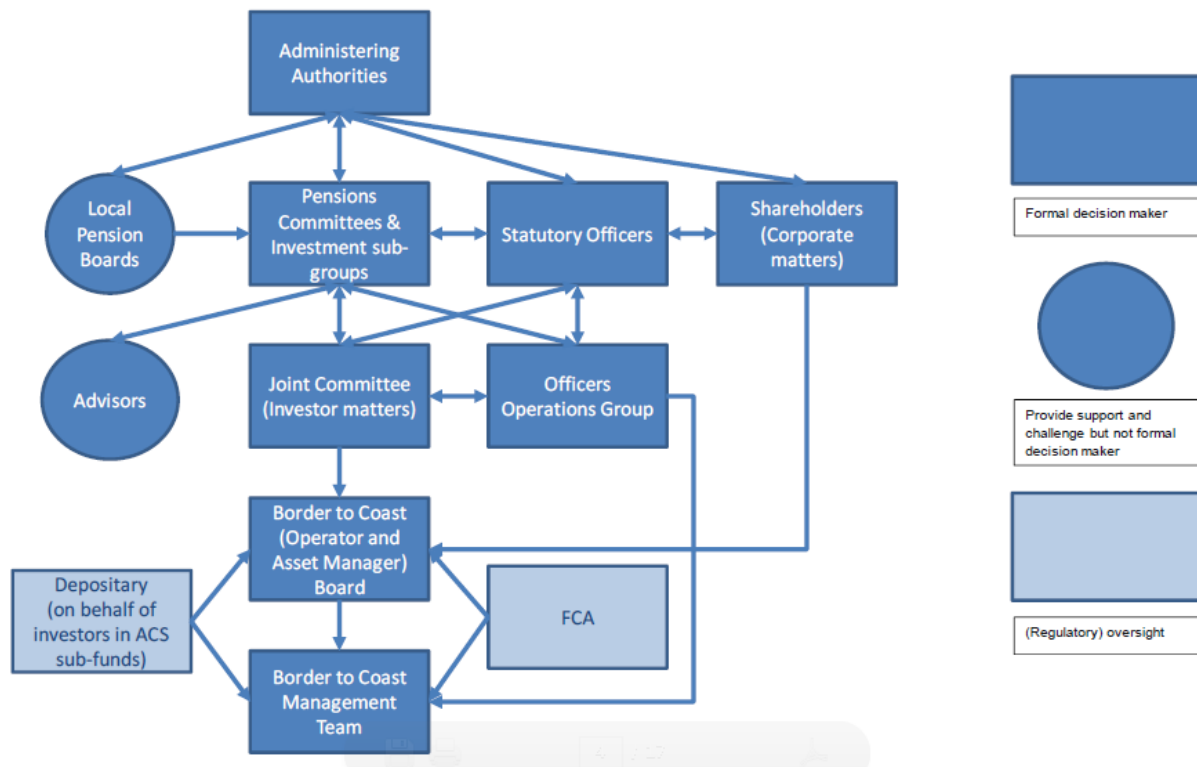 Administering
Authorities
Local
Pension
Boards
Pensions
Committees &
Investment sub-
groups
Statutory Officers
Shareholders
(Corporate
matters)
Formal decision maker
Advisors
Joint Committee
(Investor matters)
Officers
Operations Group
Provide support and
challenge but not formal
decision maker
Border to Coast
(Operator and
Asset Manager)
Board
Depositary
(on behalf of
investors in ACS
sub-funds)
FCA
(Regulatory) oversight
Border to Coast
Management
Team